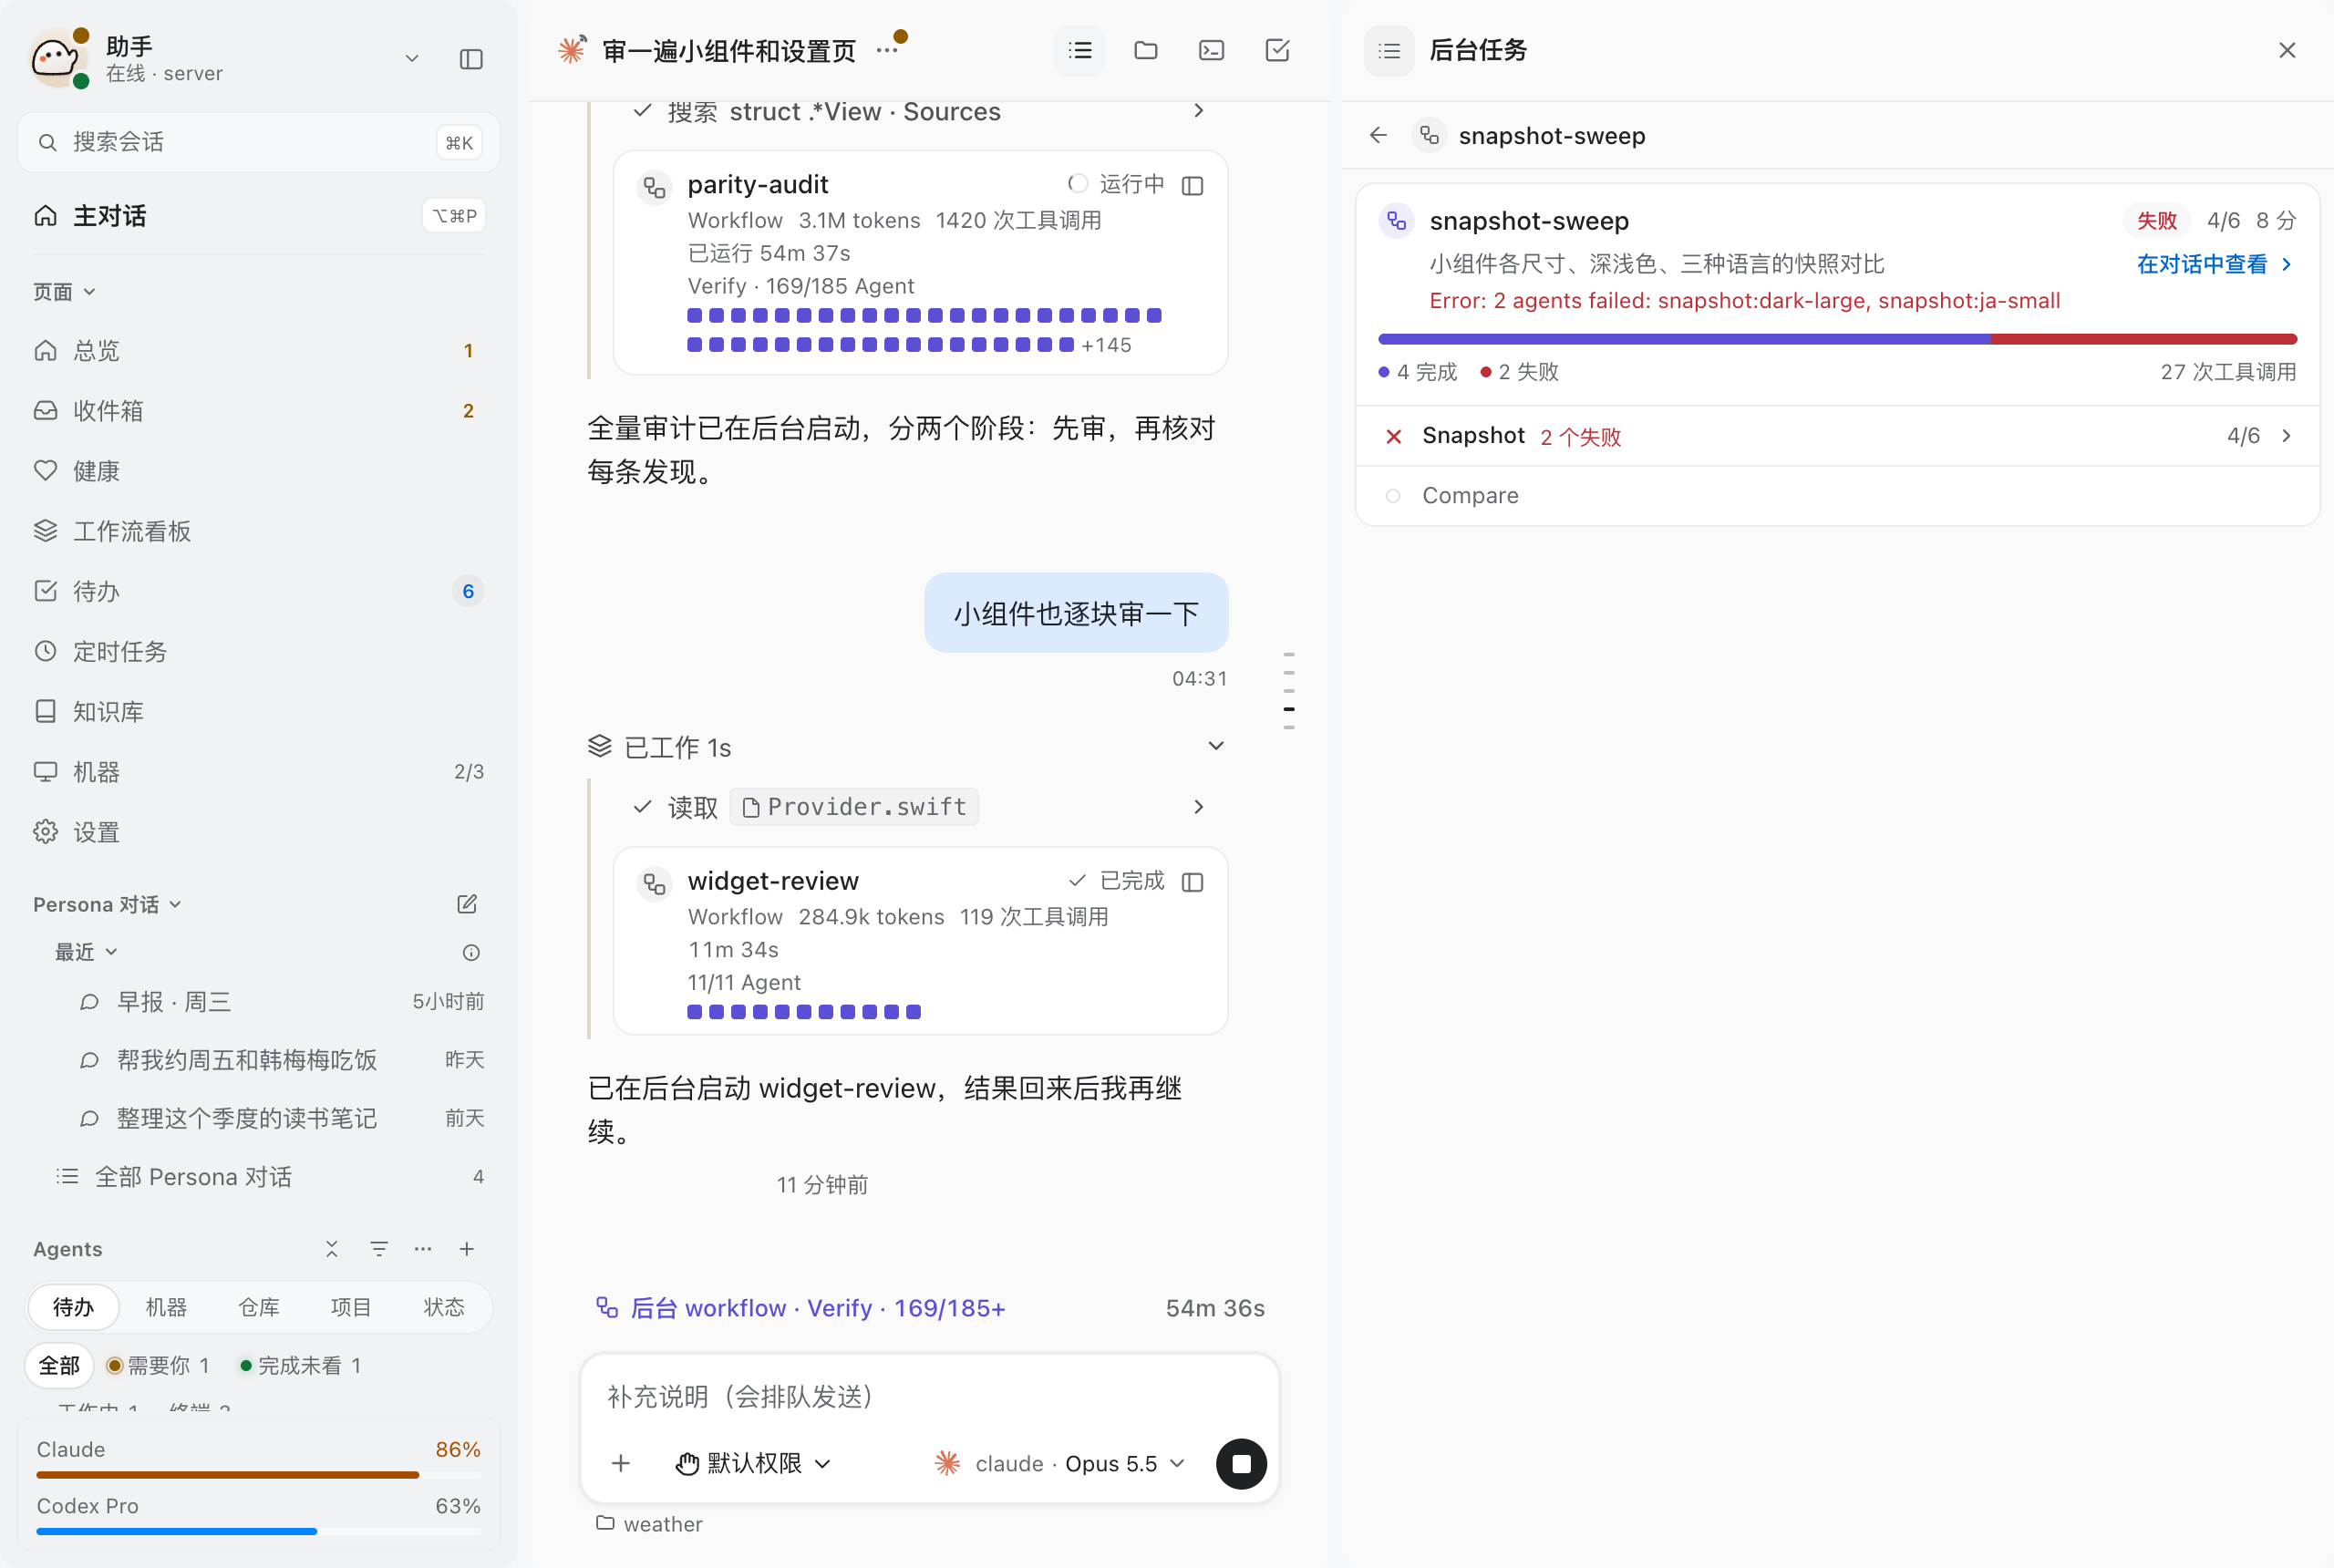 助手
在线 · server
搜索会话
⌘K
主对话
⌥⌘P
页面
总览
1
收件箱
2
健康
工作流看板
待办
6
定时任务
知识库
机器
2/3
设置
Persona 对话
最近
早报 · 周三
5小时前
帮我约周五和韩梅梅吃饭
昨天
整理这个季度的读书笔记
前天
全部 Persona 对话
4
Agents
待办
机器
仓库
项目
状态
全部
需要你 1
完成未看 1
Claude
86%
Codex Pro
63%
审一遍小组件和设置页
搜索 struct .*View · Sources
parity-audit
运行中
Workflow 3.1M tokens 1420 次工具调用
已运行 54m 37s
Verify · 169/185 Agent
+145
全量审计已在后台启动，分两个阶段：先审，再核对
每条发现。
小组件也逐块审一下
04:31
已工作 1s
读取 Provider.swift
widget-review
已完成
Workflow 284.9k tokens 119 次工具调用
11m 34s
11/11 Agent
已在后台启动 widget-review，结果回来后我再继
续。
11 分钟前
后台 workflow · Verify · 169/185+
54m 36s
补充说明（会排队发送）
默认权限
claude · Opus 5.5
weather
后台任务
snapshot-sweep
snapshot-sweep
失败
4/6
8 分
小组件各尺寸、深浅色、三种语言的快照对比
在对话中查看
Error: 2 agents failed: snapshot:dark-large, snapshot:ja-small
4 完成
2 失败
27 次工具调用
Snapshot
2 个失败
4/6
Compare